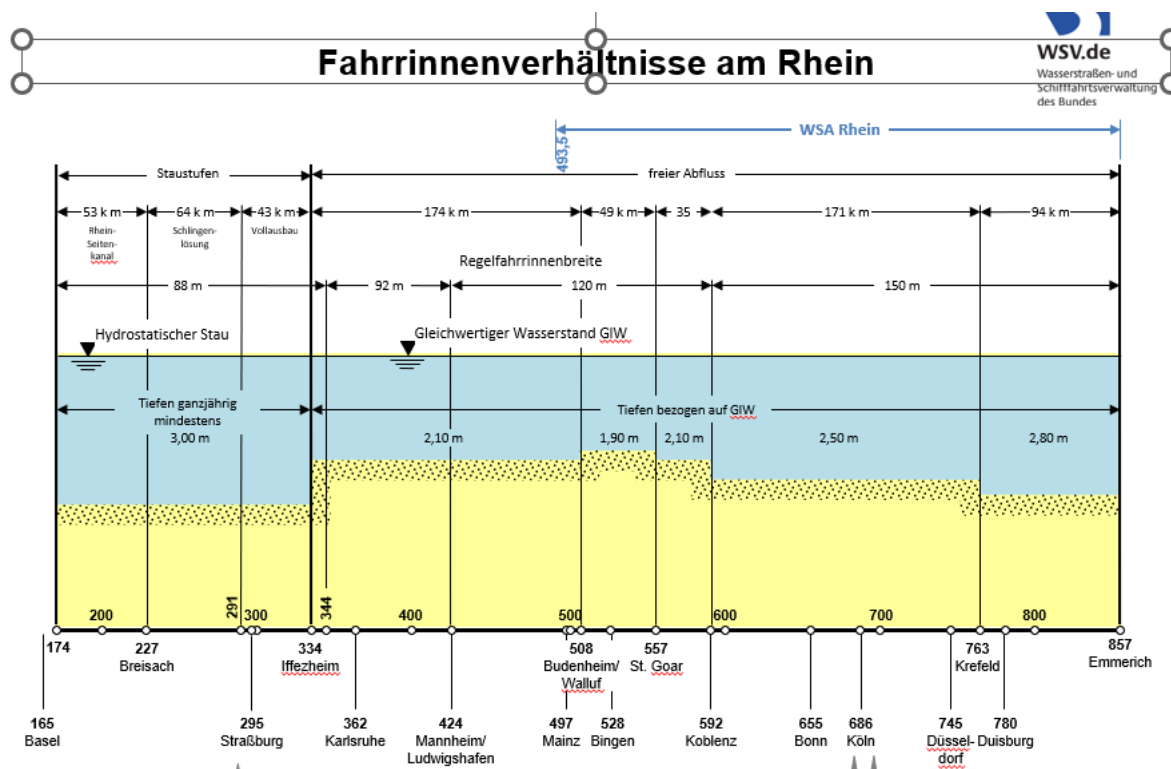 Fahrrinnenverhältnisse am Rhein
WSV.de
Wasserstraßen- und
Schifffahrtsverwaltung
des Bundes
WSA Rhein
493,5
Staustufen
freier Abfluss
53 k m
64 k m
43 k m
174 k m
49 k m
35
171 k m
94 k m
Rhein-
Seiten-
kanal
Schlingen-
lösung
Vollausbau
Regelfahrrinnenbreite
88 m
92 m
120 m
150 m
Hydrostatischer Stau
Gleichwertiger Wasserstand GIW
Tiefen ganzjährig
mindestens
3,00 m
Tiefen bezogen auf GIW
2,10 m
1,90 m
2,10 m
2,50 m
2,80 m
200
291
300
344
400
500
600
700
800
174
227
Breisach
334
Iffezheim
508
Budenheim/
Walluf
557
St. Goar
763
Krefeld
857
Emmerich
165
Basel
295
Straßburg
362
Karlsruhe
424
Mannheim/
Ludwigshafen
497
Mainz
528
Bingen
592
Koblenz
655
Bonn
686
Köln
745
Düssel-
dorf
780
Duisburg